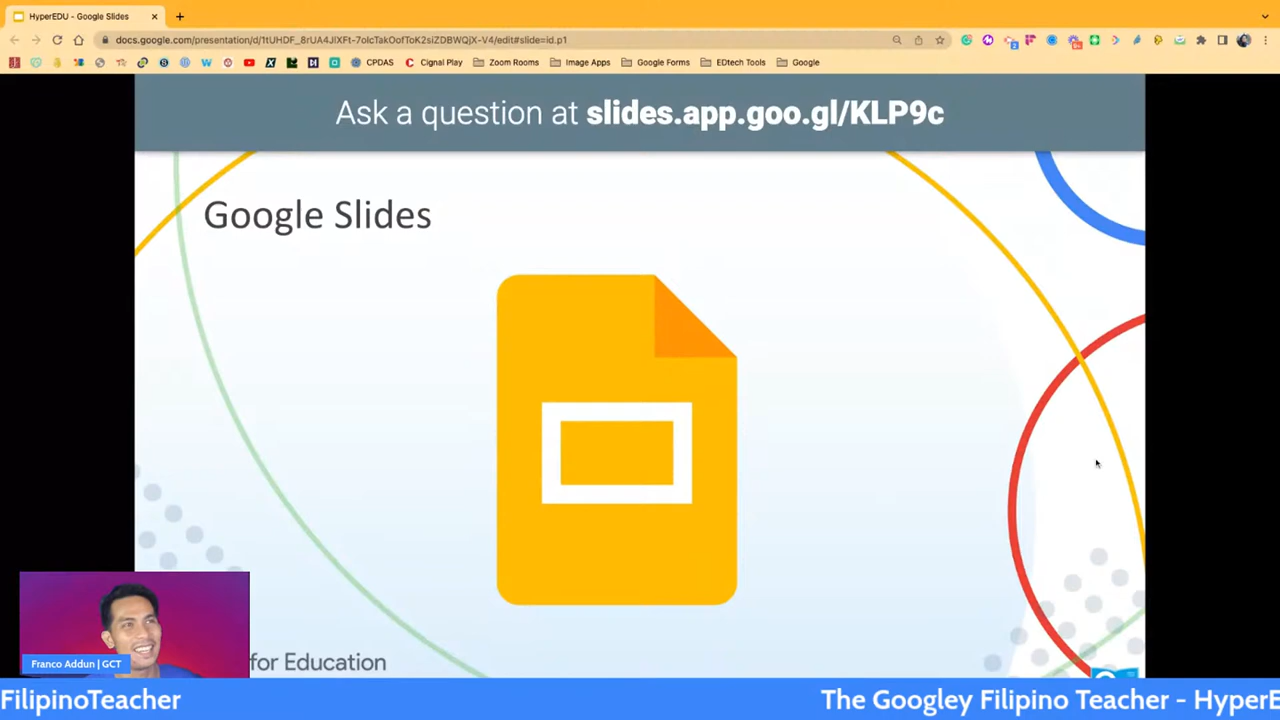 HyperEDU - Google Slides
docs.google.com/presentation/d/1tUHDF_8rUA4JIXFt-7oIcTakOofToK2siZDBWQjX-V4/edit#slide=id.p1
CPDAS
Cignal Play
Zoom Rooms
Image Apps
Google Forms
EDtech Tools
Google
Ask a question at slides.app.goo.gl/KLP9c
Google Slides
Franco Addun | GCT
for Education
FilipinoTeacher
The Googley Filipino Teacher - HyperE